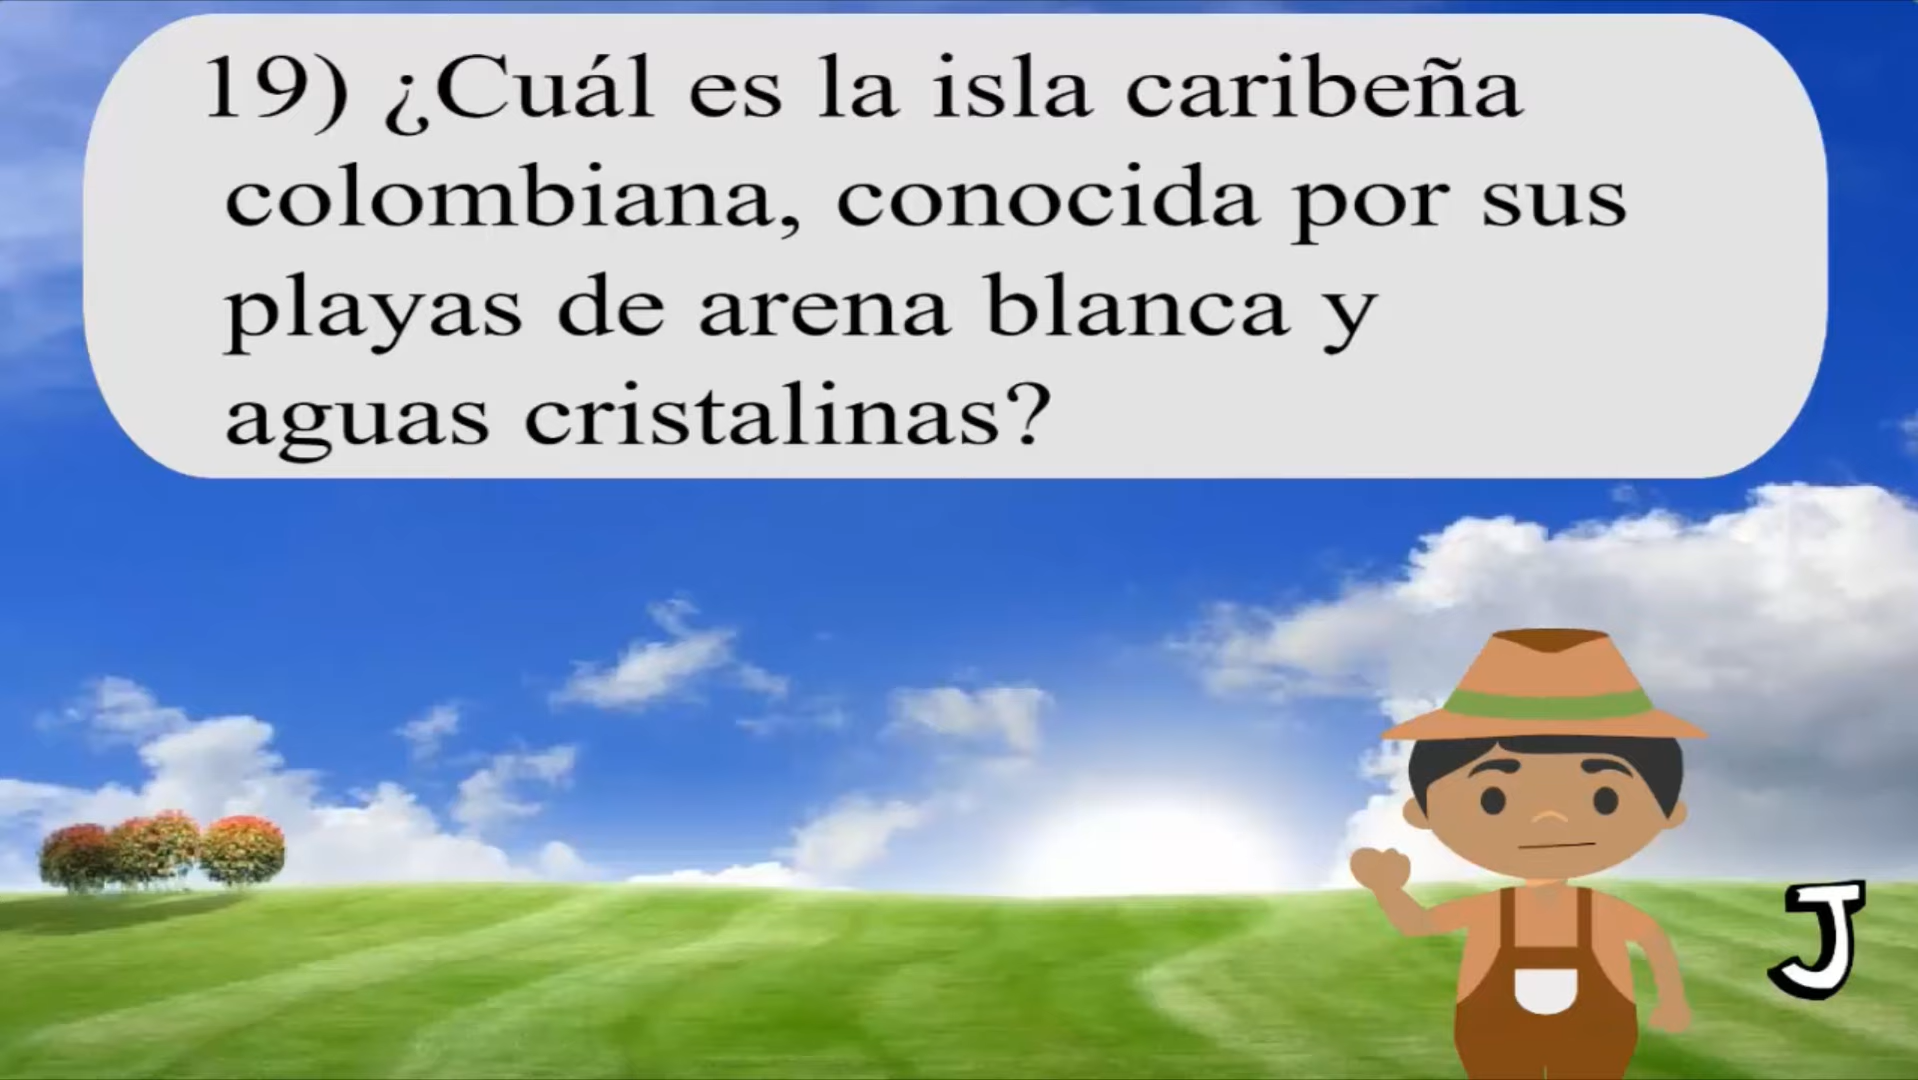 19) ¿Cuál es la isla caribeña
colombiana, conocida por sus
playas de arena blanca y
aguas cristalinas?
J